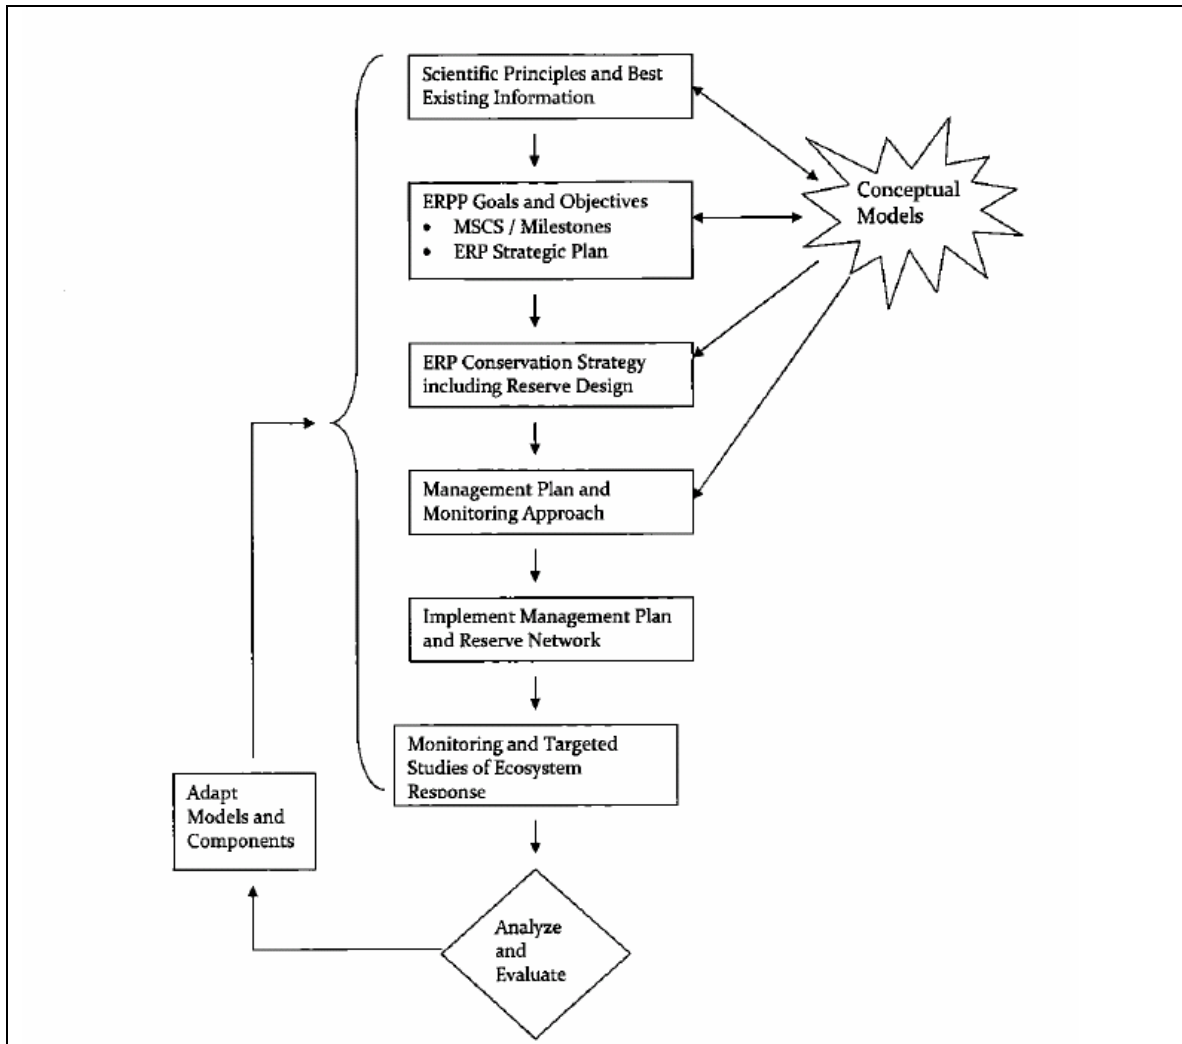 Scientific Principles and Best
Existing Information
Conceptual
Models
ERPP Goals and Objectives
• MSCS / Milestones
• ERP Strategic Plan
ERP Conservation Strategy
including Reserve Design
Management Plan and
Monitoring Approach
Implement Management Plan
and Reserve Network
Monitoring and Targeted
Studies of Ecosystem
Response
Adapt
Models and
Components
Analyze
and
Evaluate